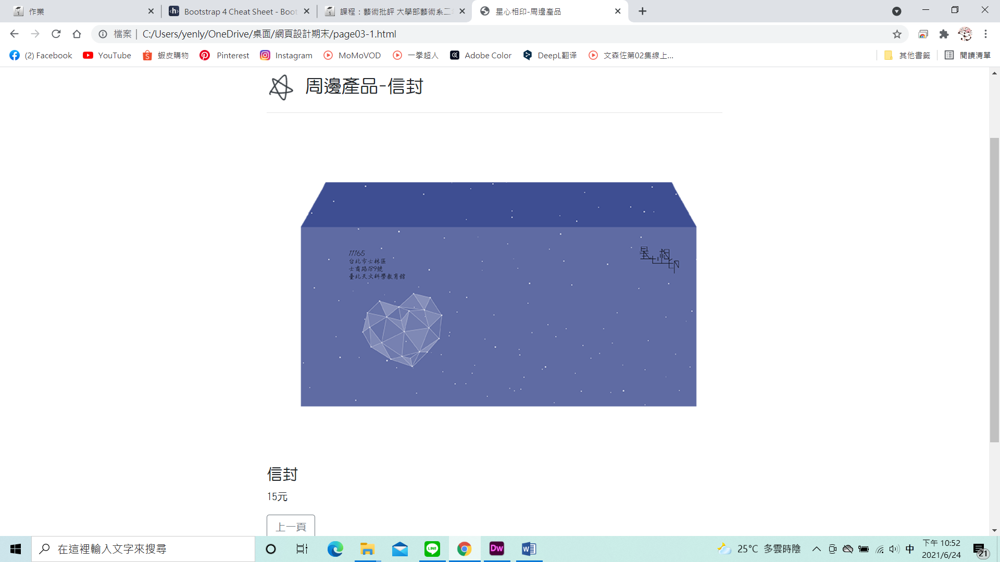 作業
Bootstrap 4 Cheat Sheet - Boot
課程：藝術批評 大學部藝術系二
星心相印-周邊產品
檔案 | C:/Users/yenly/OneDrive/桌面/網頁設計期末/page03-1.html
(2) Facebook
YouTube
蝦皮購物
Pinterest
Instagram
MoMoVOD
一拳超人
Adobe Color
DeepL翻译
文森佐第02集線上...
其他書籤
閱讀清單
周邊產品-信封
11165
台北市士林區
士商路189號
臺北天文科學教育館
星心相印
信封
15元
上一頁
在這裡輸入文字來搜尋
LINE
Dw
W
25°C 多雲時陰
中
下午 10:52
2021/6/24
21